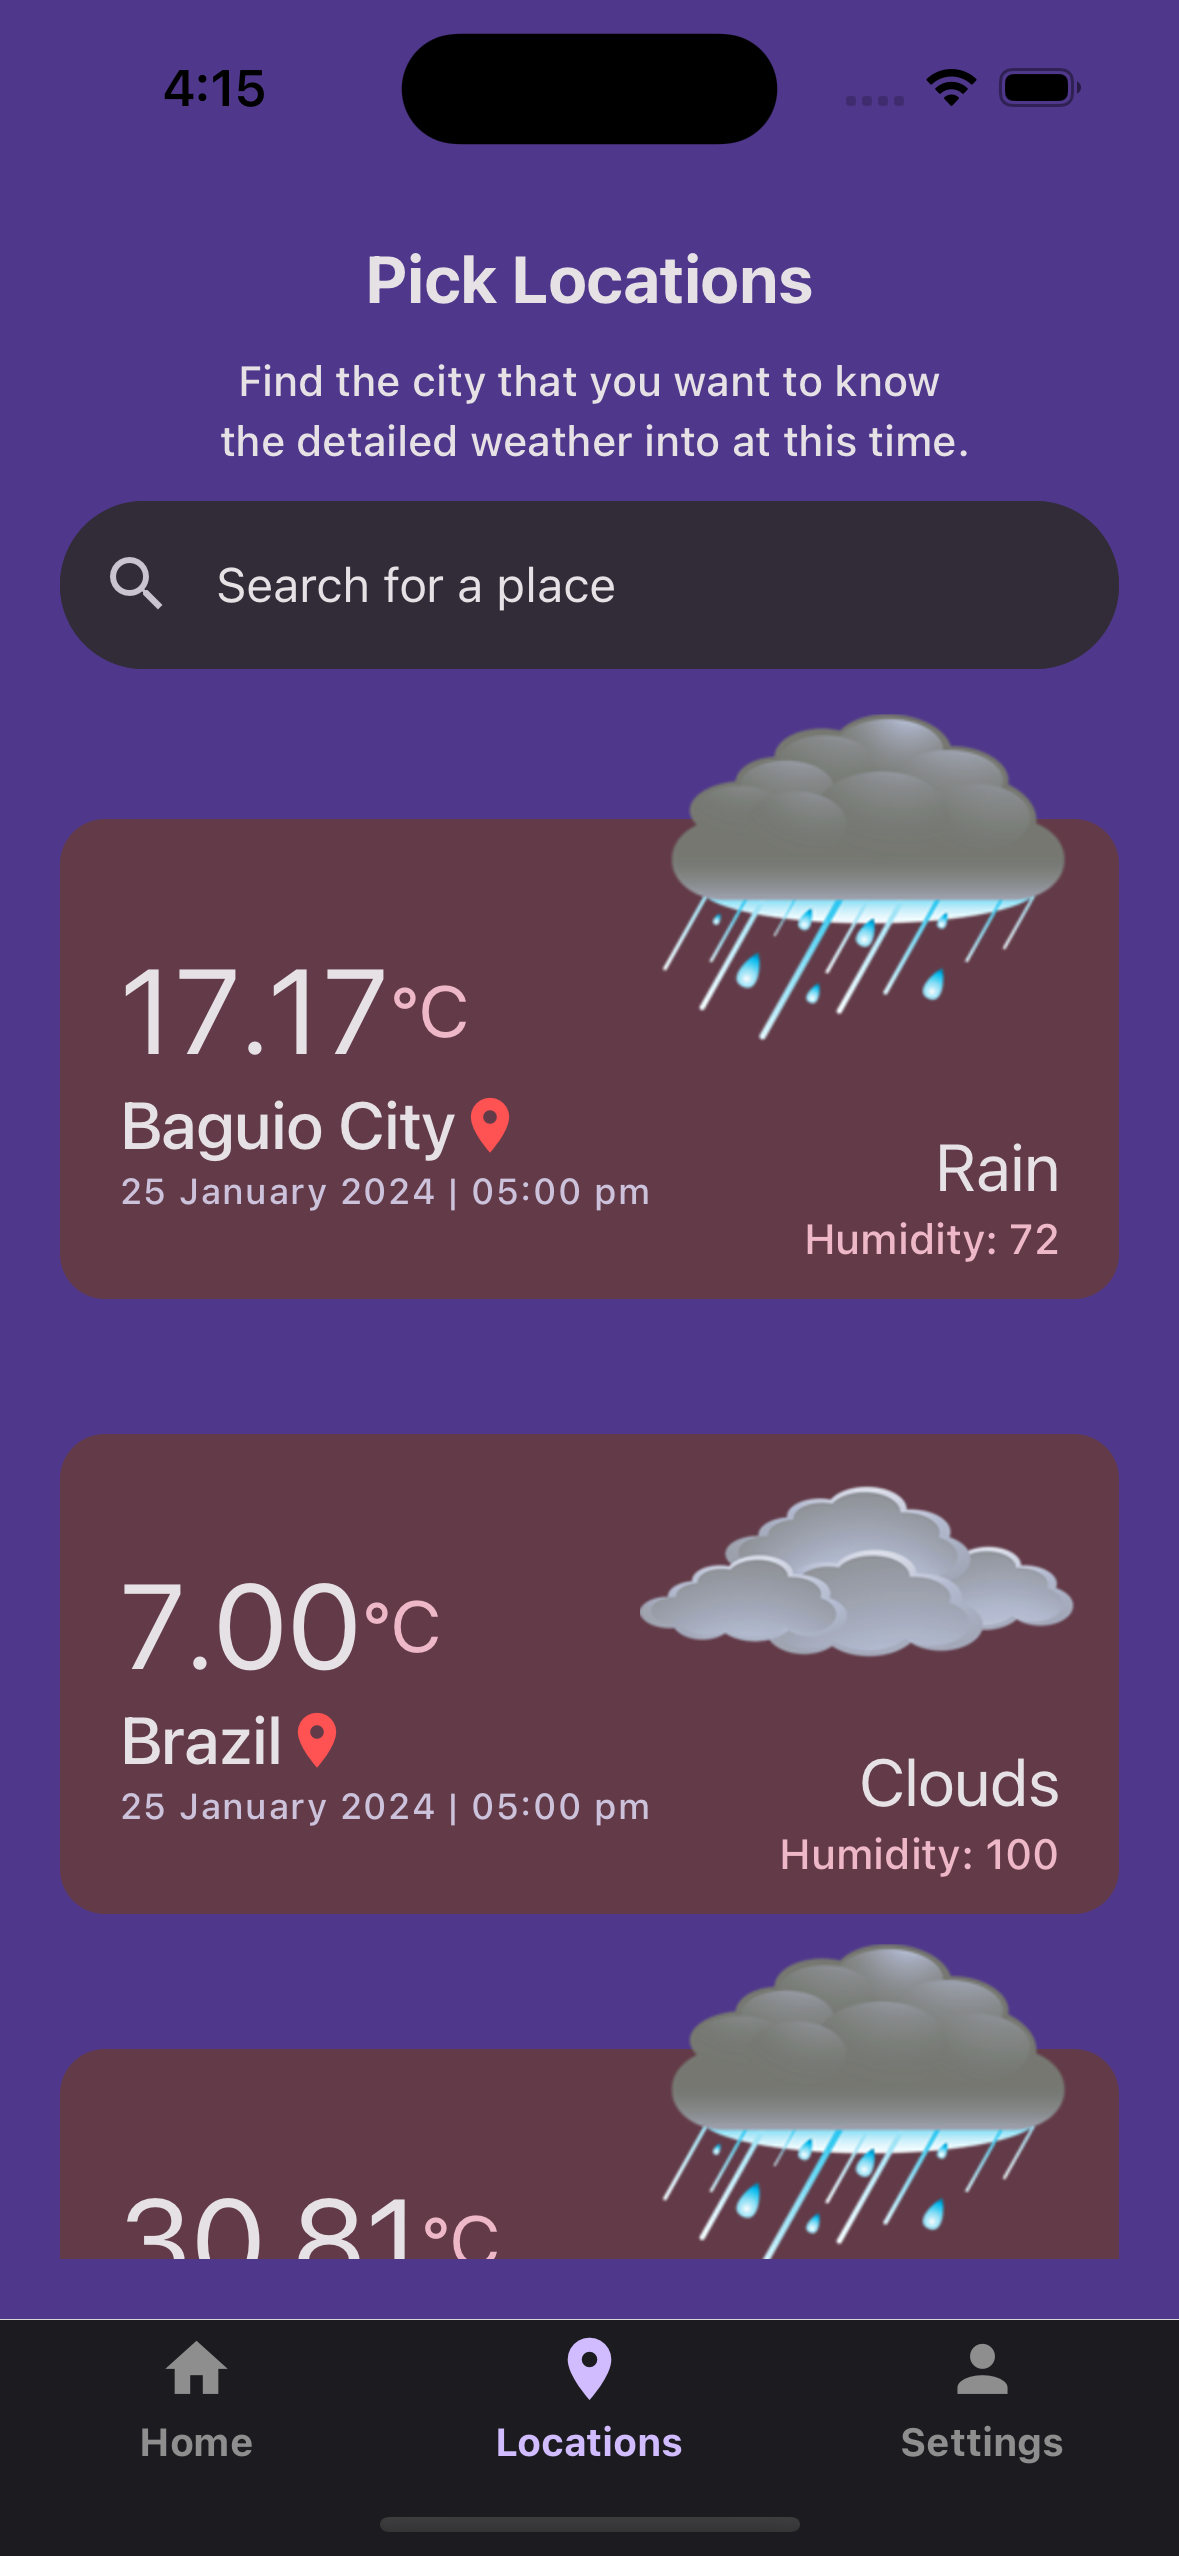 4:15
Pick Locations
Find the city that you want to know
the detailed weather into at this time.
Search for a place
17.17°C
Baguio City
25 January 2024 | 05:00 pm
Rain
Humidity: 72
7.00°C
Brazil
25 January 2024 | 05:00 pm
Clouds
Humidity: 100
30.81°C
Home
Locations
Settings